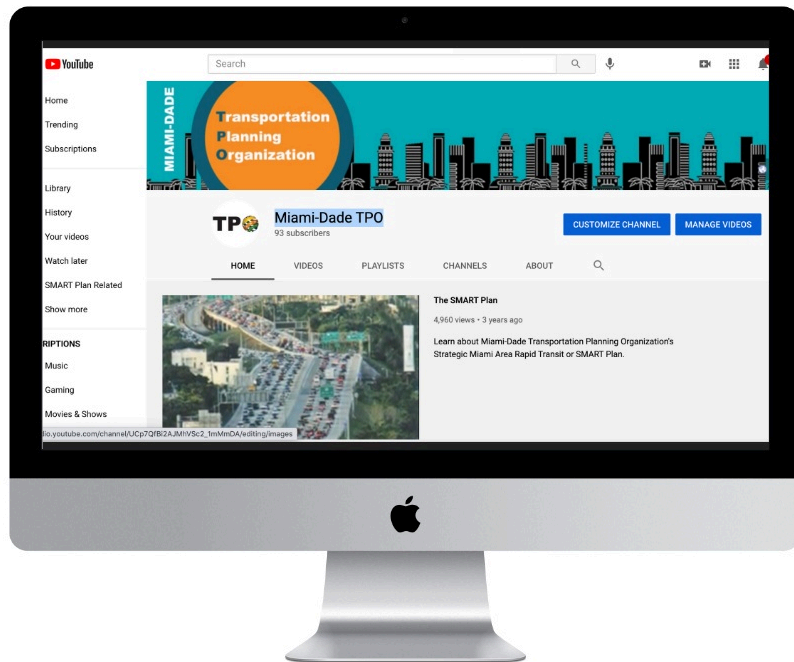 YouTube
Search
Home
Trending
Subscriptions
Library
History
Your videos
Watch later
SMART Plan Related
Show more
RIPTIONS
Music
Gaming
Movies & Shows
MIAMI-DADE
Transportation
Planning
Organization
TPO
Miami-Dade TPO
93 subscribers
CUSTOMIZE CHANNEL
MANAGE VIDEOS
HOME VIDEOS PLAYLISTS CHANNELS ABOUT
The SMART Plan
4,960 views • 3 years ago
Learn about Miami-Dade Transportation Planning Organization's
Strategic Miami Area Rapid Transit or SMART Plan.
lio.youtube.com/channel/UCp7QfBi2AJMhVSc2_1mMmDA/editing/images